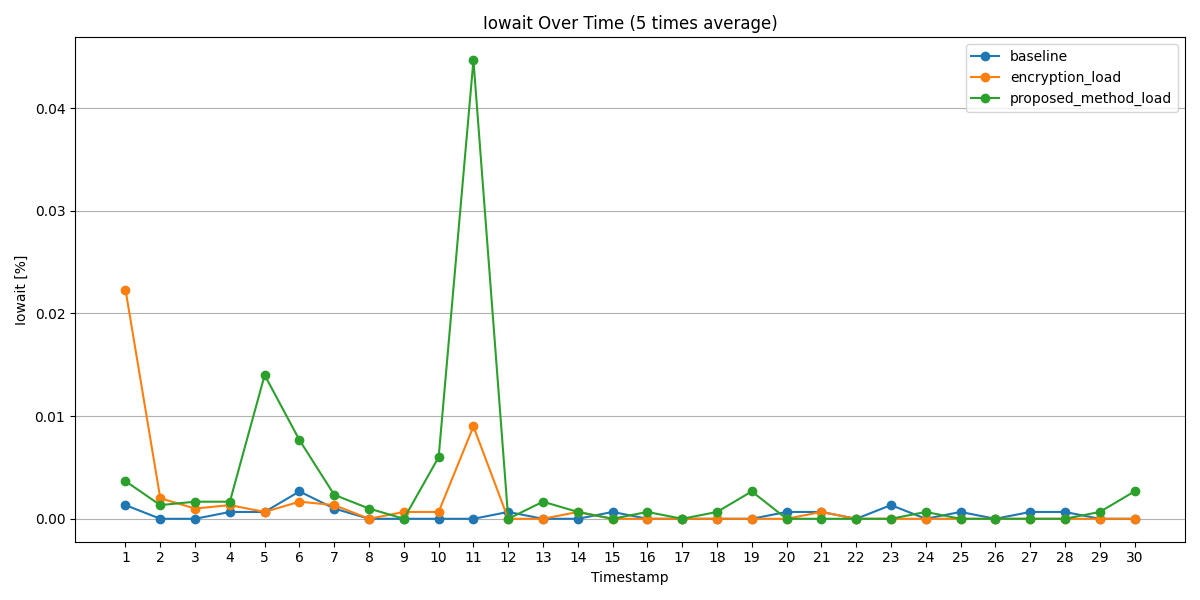 Iowait Over Time (5 times average)
baseline
encryption_load
proposed_method_load
Iowait [%]
0.04
0.03
0.02
0.01
0.00
1 2 3 4 5 6 7 8 9 10 11 12 13 14 15 16 17 18 19 20 21 22 23 24 25 26 27 28 29 30
Timestamp